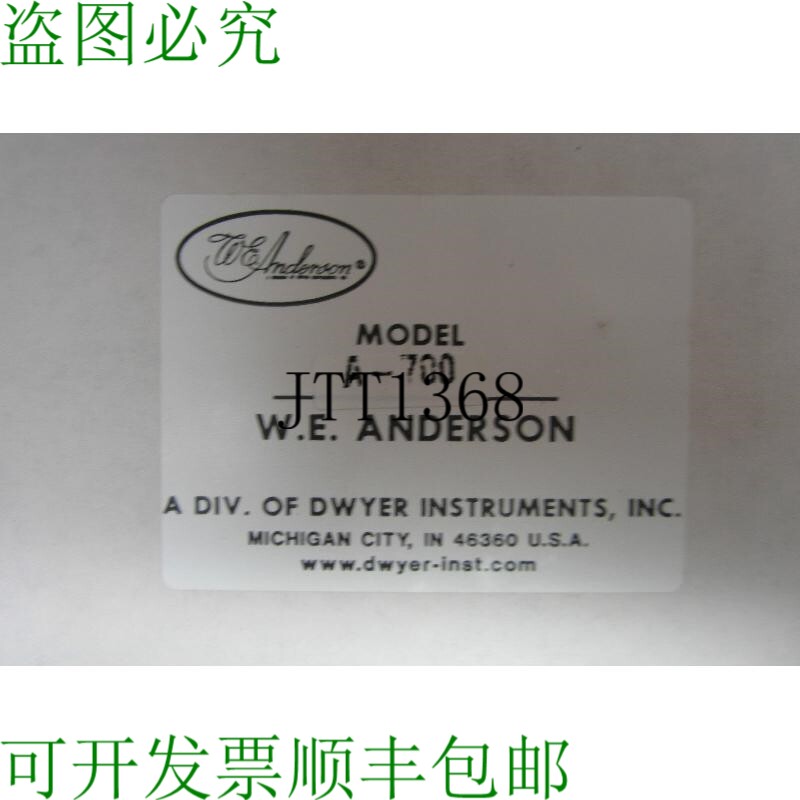 盗图必究
W.E. Anderson®
MODEL
A-700
JTT1368
W.E. ANDERSON
A DIV. OF DWYER INSTRUMENTS, INC.
MICHIGAN CITY, IN 46360 U.S.A.
www.dwyer-inst.com
可开发票顺丰包邮